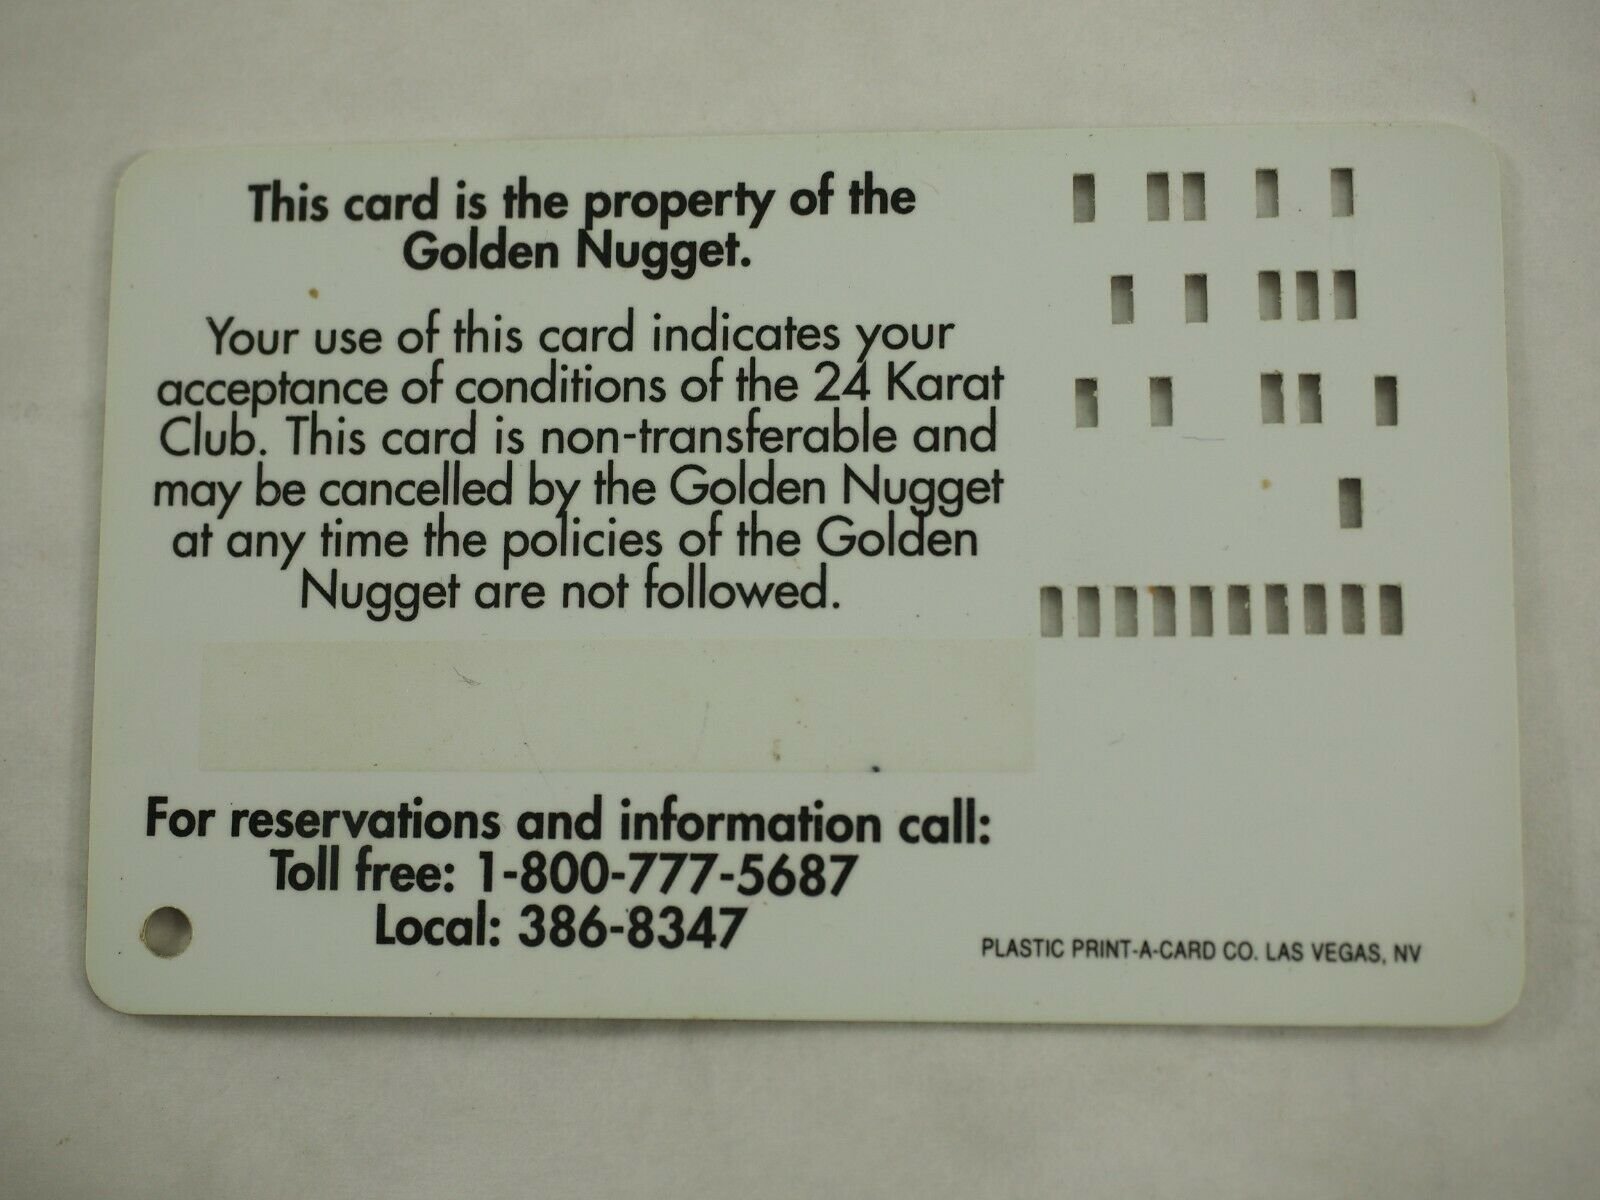 This card is the property of the
Golden Nugget.
Your use of this card indicates your
acceptance of conditions of the 24 Karat
Club. This card is non-transferable and
may be cancelled by the Golden Nugget
at any time the policies of the Golden
Nugget are not followed.
For reservations and information call:
Toll free: 1-800-777-5687
Local: 386-8347
PLASTIC PRINT-A-CARD CO. LAS VEGAS, NV